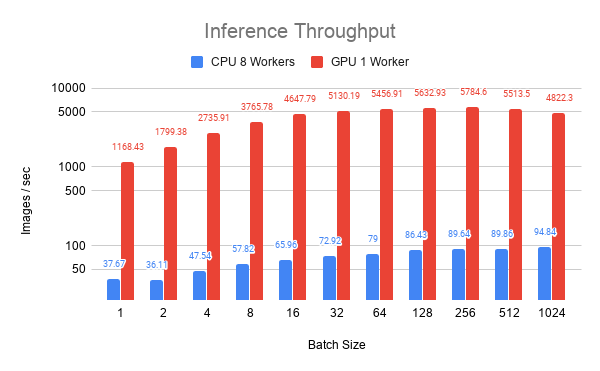 Inference Throughput
CPU 8 Workers GPU 1 Worker
10000
5000
1000
500
100
50
Images / sec
1168.43 1799.38 2735.91 3765.78 4647.79 5130.19 5456.91 5632.93 5784.6 5513.5 4822.3
37.67 36.11 47.54 57.82 65.96 72.92 79 86.43 89.64 89.86 94.84
1 2 4 8 16 32 64 128 256 512 1024
Batch Size